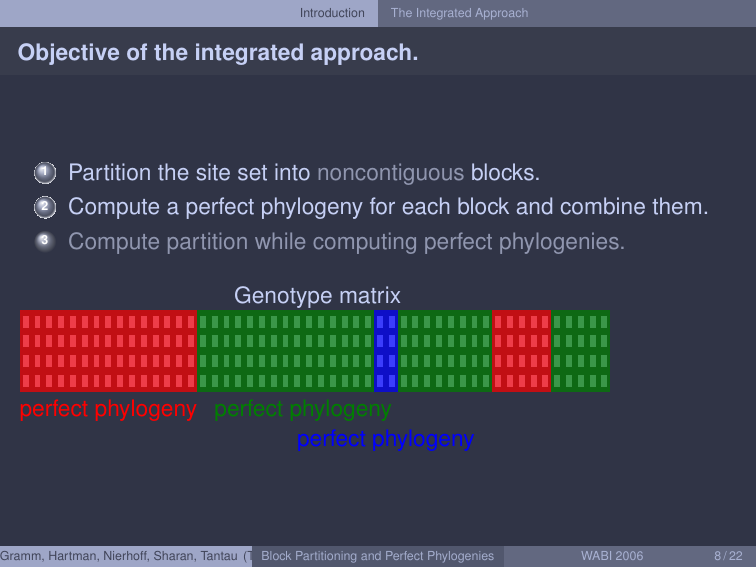 Introduction The Integrated Approach
Objective of the integrated approach.
1 Partition the site set into noncontiguous blocks.
2 Compute a perfect phylogeny for each block and combine them.
3 Compute partition while computing perfect phylogenies.
Genotype matrix
perfect phylogeny perfect phylogeny
perfect phylogeny
Gramm, Hartman, Nierhoff, Sharan, Tantau (T Block Partitioning and Perfect Phylogenies WABI 2006 8 / 22